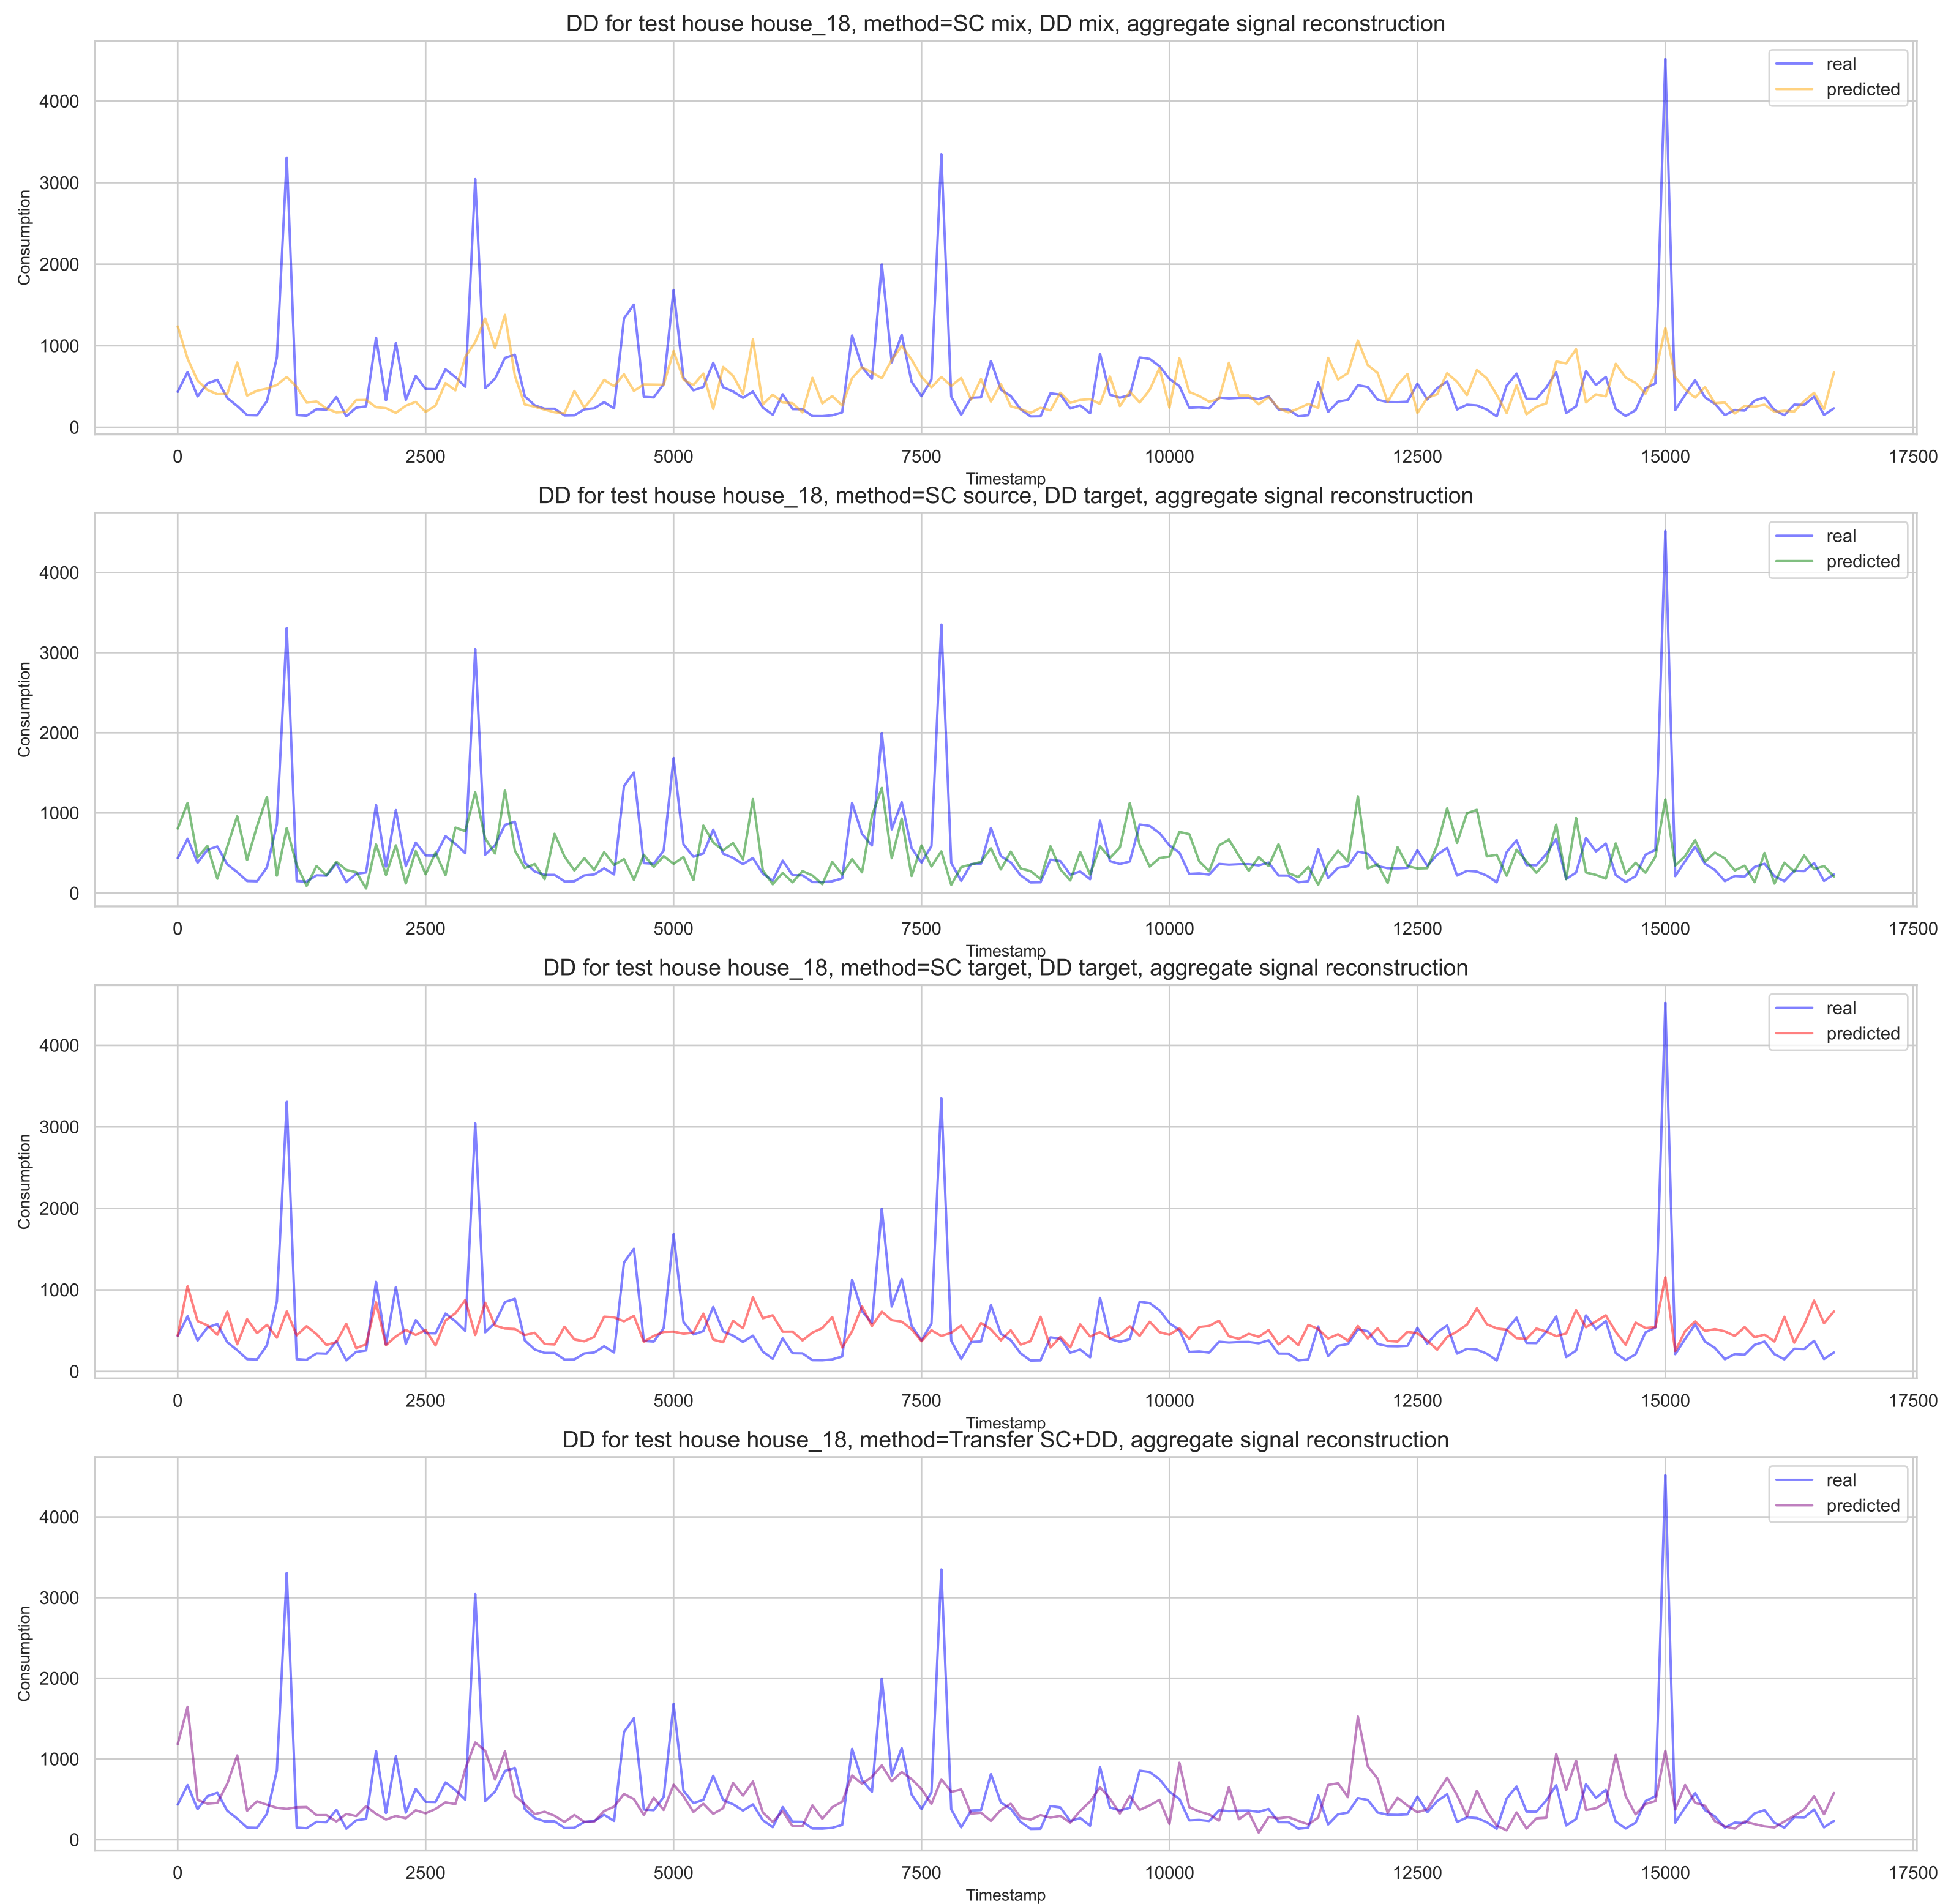 DD for test house house_18, method=SC mix, DD mix, aggregate signal reconstruction
real
predicted
4000
3000
2000
1000
0
Consumption
0 2500 5000 7500 10000 12500 15000 17500
Timestamp
DD for test house house_18, method=SC source, DD target, aggregate signal reconstruction
real
predicted
4000
3000
2000
1000
0
Consumption
0 2500 5000 7500 10000 12500 15000 17500
Timestamp
DD for test house house_18, method=SC target, DD target, aggregate signal reconstruction
real
predicted
4000
3000
2000
1000
0
Consumption
0 2500 5000 7500 10000 12500 15000 17500
Timestamp
DD for test house house_18, method=Transfer SC+DD, aggregate signal reconstruction
real
predicted
4000
3000
2000
1000
0
Consumption
0 2500 5000 7500 10000 12500 15000 17500
Timestamp